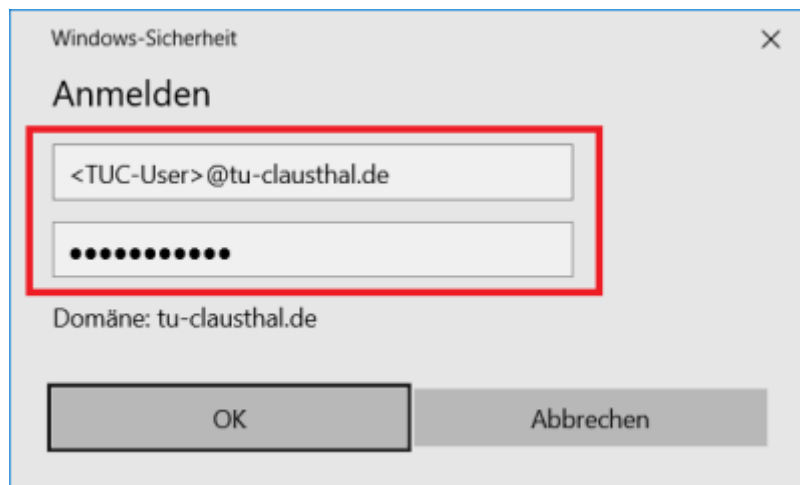 Windows-Sicherheit
Anmelden
<TUC-User>@tu-clausthal.de
●●●●●●●●●●●
Domäne: tu-clausthal.de
OK Abbrechen